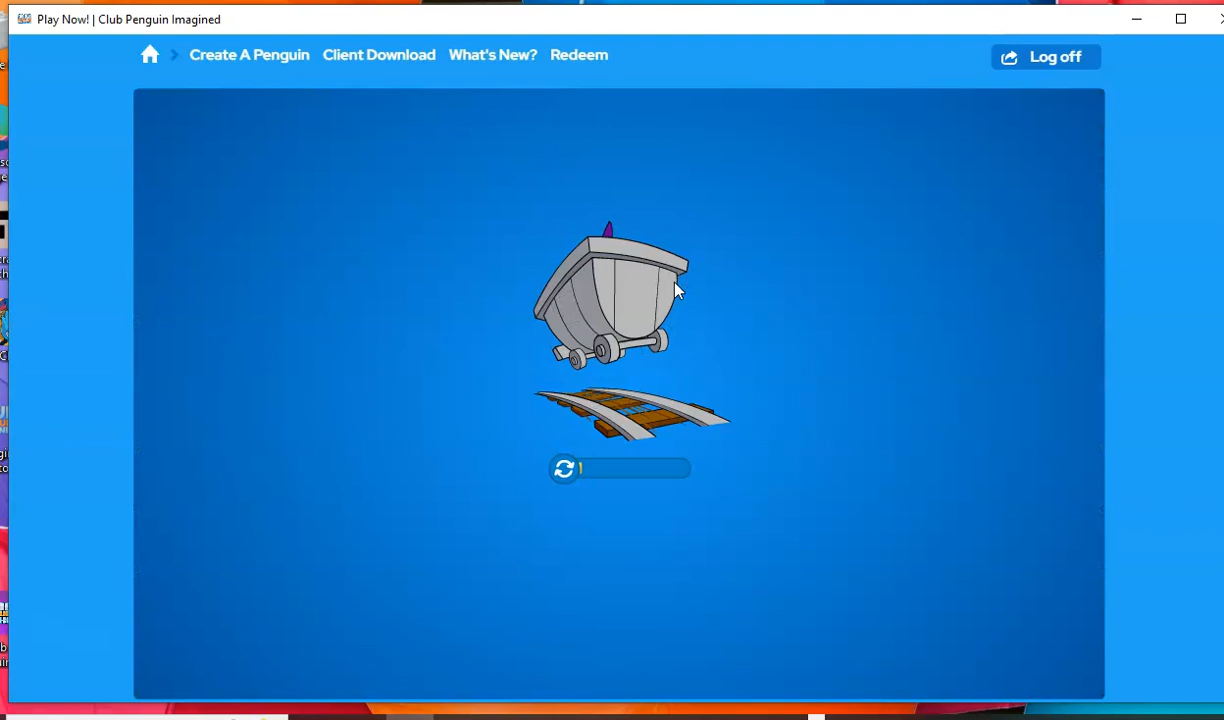 Play Now! | Club Penguin Imagined
Create A Penguin Client Download What's New? Redeem Log off